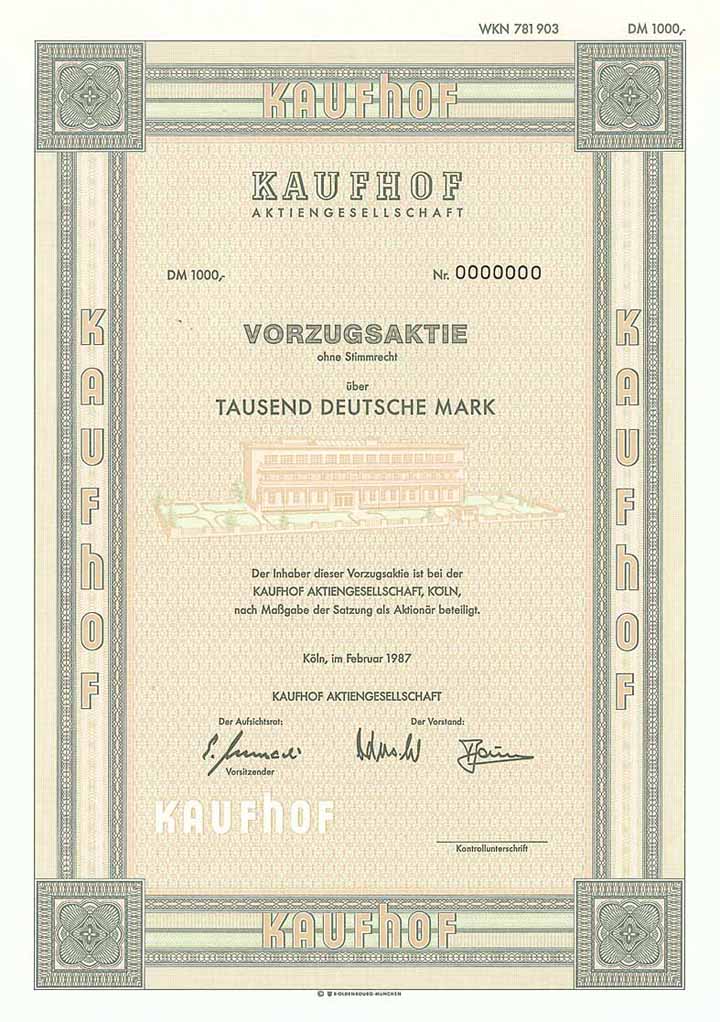 WKN 781 903 DM 1000,-
KAUFHOF
KAUFHOF
AKTIENGESELLSCHAFT
DM 1000,- Nr. 0000000
VORZUGSAKTIE
ohne Stimmrecht
über
TAUSEND DEUTSCHE MARK
KAUFHOF
KAUFHOF
Der Inhaber dieser Vorzugsaktie ist bei der
KAUFHOF AKTIENGESELLSCHAFT, KÖLN,
nach Maßgabe der Satzung als Aktionär beteiligt.
Köln, im Februar 1987
KAUFHOF AKTIENGESELLSCHAFT
Der Aufsichtsrat: Der Vorstand:
Vorsitzender
KAUFHOF
Kontrollunterschrift
KAUFHOF
© R·OLDENBOURG·MÜNCHEN